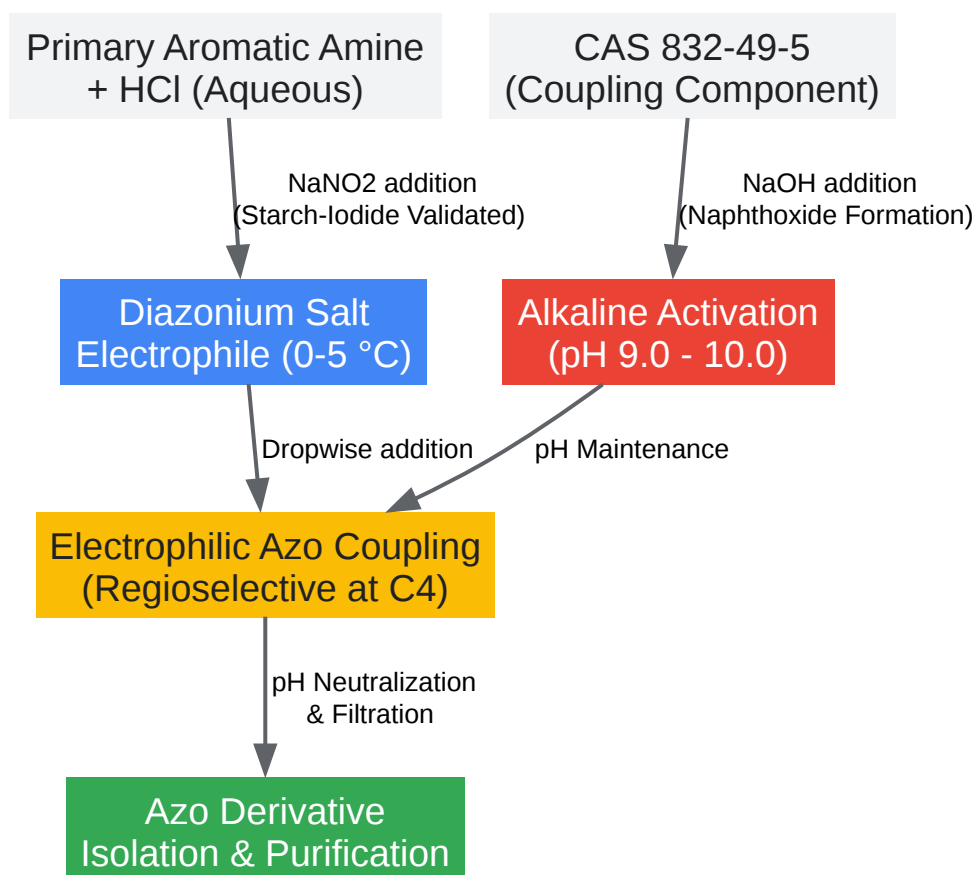 Primary Aromatic Amine
+ HCl (Aqueous)
CAS 832-49-5
(Coupling Component)
NaNO2 addition
(Starch-Iodide Validated)
NaOH addition
(Naphthoxide Formation)
Diazonium Salt
Electrophile (0-5 °C)
Alkaline Activation
(pH 9.0 - 10.0)
Dropwise addition
pH Maintenance
Electrophilic Azo Coupling
(Regioselective at C4)
pH Neutralization
& Filtration
Azo Derivative
Isolation & Purification